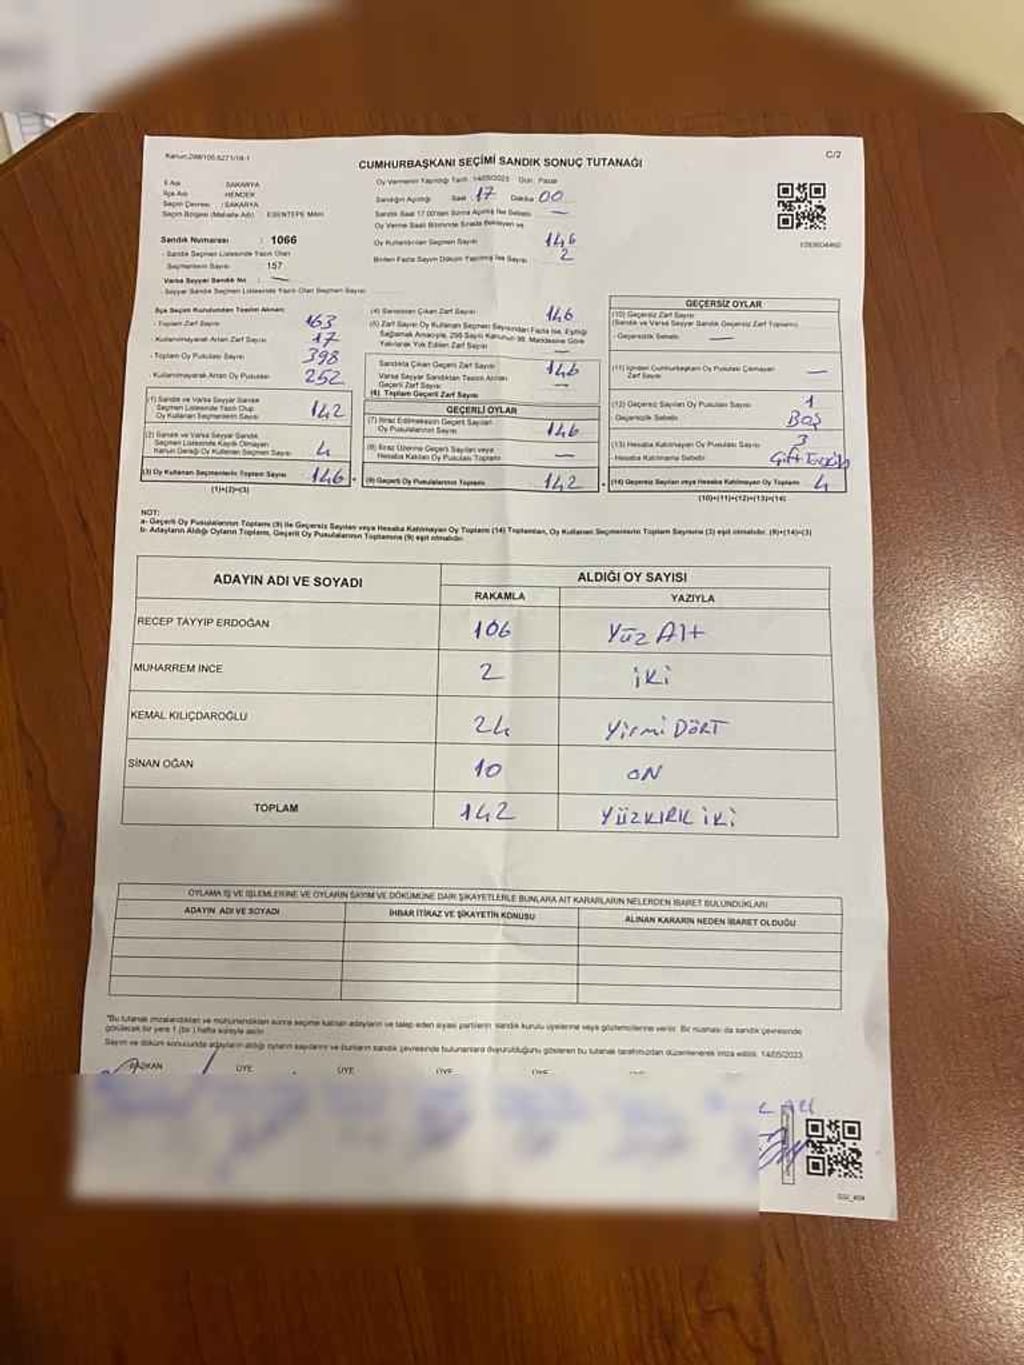 Kanun:298/105,6271/18-1
C/2
CUMHURBAŞKANI SEÇİMİ SANDIK SONUÇ TUTANAĞI
İl Adı : SAKARYA
İlçe Adı : HENDEK
Seçim Çevresi : SAKARYA
Seçim Bölgesi (Mahalle Adı) ESENTEPE MAH.
Sandık Numarası : 1066
- Sandık Seçmen Listesinde Yazılı Olan
Seçmenlerin Sayısı 157
Varsa Seyyar Sandık No : —
- Seyyar Sandık Seçmen Listesinde Yazılı Olan Seçmen Sayısı
Oy Vermenin Yapıldığı Tarih : 14/05/2023 Gün : Pazar
Sandığın Açıldığı Saat : 17 Dakika 00
Sandık Saat 17.00'den Sonra Açılmış İse Sebebi —
Oy Verme Saati Bitiminde Sırada Bekleyen ve
Oy Kullandırılan Seçmen Sayısı 146
Birden Fazla Sayım Döküm Yapılmış İse Sayısı 2
İlçe Seçim Kurulundan Teslim Alınan:
- Toplam Zarf Sayısı 163
- Kullanılmayarak Artan Zarf Sayısı 17
- Toplam Oy Pusulası Sayısı 398
- Kullanılmayarak Artan Oy Pusulası 252
(1) Sandık ve Varsa Seyyar Sandık
Seçmen Listesinde Yazılı Olup
Oy Kullanan Seçmenlerin Sayısı 142
(2) Sandık ve Varsa Seyyar Sandık
Seçmen Listesinde Kayıtlı Olmayan
Kanun Gereği Oy Kullanan Seçmen Sayısı 4
(3) Oy Kullanan Seçmenlerin Toplam Sayısı 146
(1)+(2)=(3)
(4) Sandıktan Çıkan Zarf Sayısı 146
(5) Zarf Sayısı Oy Kullanan Seçmen Sayısından Fazla İse, Eşitliği
Sağlamak Amacıyla, 298 Sayılı Kanunun 98. Maddesine Göre
Yakılarak Yok Edilen Zarf Sayısı —
Sandıkta Çıkan Geçerli Zarf Sayısı 146
Varsa Seyyar Sandıktan Teslim Alınan
Geçerli Zarf Sayısı —
(6) Toplam Geçerli Zarf Sayısı
GEÇERLİ OYLAR
(7) İtiraz Edilmeksizin Geçerli Sayılan
Oy Pusulalarının Sayısı 146
(8) İtiraz Üzerine Geçerli Sayılan veya
Hesaba Katılan Oy Pusulası Toplamı —
(9) Geçerli Oy Pusulalarının Toplamı 142
GEÇERSİZ OYLAR
(10) Geçersiz Zarf Sayısı
(Sandık ve Varsa Seyyar Sandık Geçersiz Zarf Toplamı)
- Geçersizlik Sebebi —
(11) İçinden Cumhurbaşkanı Oy Pusulası Çıkmayan
Zarf Sayısı —
(12) Geçersiz Sayılan Oy Pusulası Sayısı 1
Geçersizlik Sebebi BOŞ
(13) Hesaba Katılmayan Oy Pusulası Sayısı 3
- Hesaba Katılmama Sebebi Çift
(14) Geçersiz Sayılan veya Hesaba Katılmayan Oy Toplamı 4
(10)+(11)+(12)+(13)=(14)
NOT:
a- Geçerli Oy Pusulalarının Toplamı (9) ile Geçersiz Sayılan veya Hesaba Katılmayan Oy Toplamı (14) Toplamları, Oy Kullanan Seçmenlerin Toplam Sayısına (3) eşit olmalıdır. (9)+(14)=(3)
b- Adayların Aldığı Oyların Toplamı, Geçerli Oy Pusulalarının Toplamına (9) eşit olmalıdır.
ADAYIN ADI VE SOYADI ALDIĞI OY SAYISI
RAKAMLA YAZIYLA
RECEP TAYYİP ERDOĞAN 106 Yüz Altı
MUHARREM İNCE 2 iki
KEMAL KILIÇDAROĞLU 24 Yirmi DÖRT
SİNAN OĞAN 10 ON
TOPLAM 142 YÜZKIRK iki
OYLAMA İŞ VE İŞLEMLERİNE VE OYLARIN SAYIM VE DÖKÜMÜNE DAİR ŞİKAYETLERLE BUNLARA AİT KARARLARIN NELERDEN İBARET BULUNDUKLARI
ADAYIN ADI VE SOYADI İHBAR İTİRAZ VE ŞİKAYETİN KONUSU ALINAN KARARIN NEDEN İBARET OLDUĞU
"Bu tutanak imzalandıktan ve mühürlendikten sonra seçime katılan adayların ve talep eden siyasi partilerin sandık kurulu üyelerine veya gözlemcilerine verilir. Bir nüshası da sandık çevresinde
görülecek bir yere 1 (bir) hafta süreyle asılır.
Sayım ve döküm sonucunda adayların aldığı oyların sayılarını ve bunların sandık çevresinde bulunanlara duyurulduğunu gösteren bu tutanak tarafımızdan düzenlenerek imza edildi. 14/05/2023
BAŞKAN ÜYE ÜYE ÜYE ÜYE